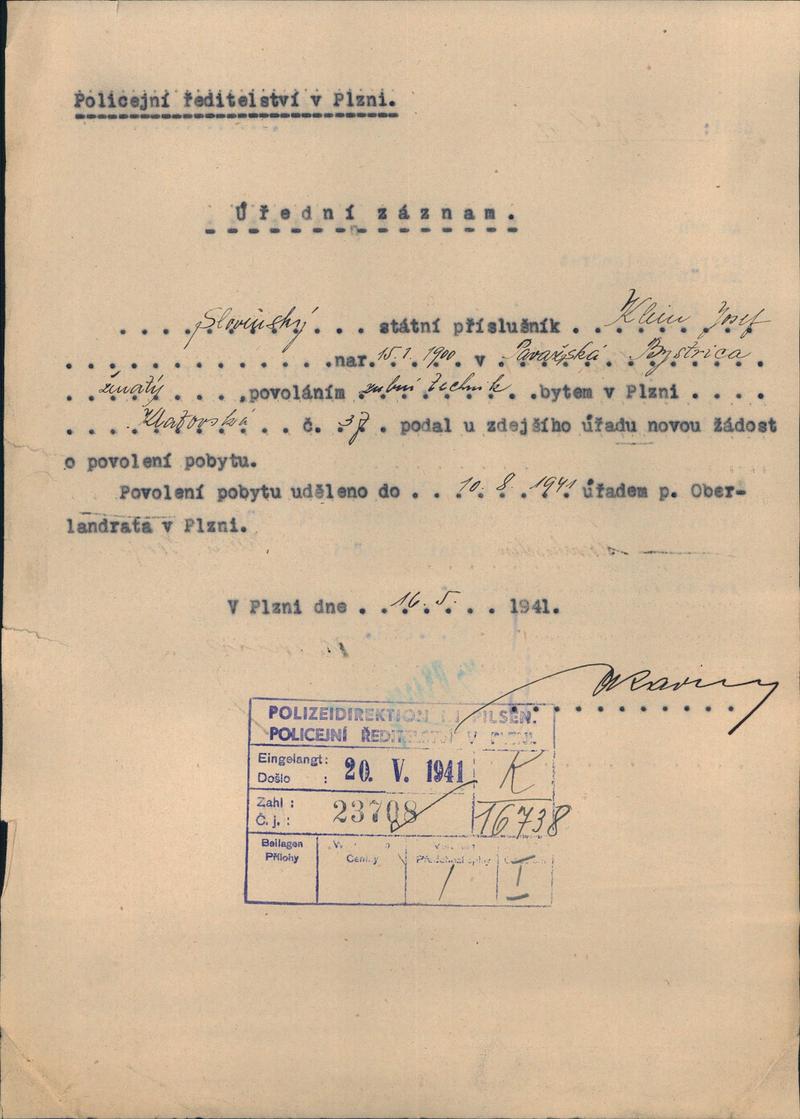 Policejní ředitelství v Plzni.
Úřední záznam.
. . . . Slovinský . . . státní příslušník . . Klein Josef
. . . . . . . . . . . . .nar. 15.1. 1900 v Pavažská Bystrica
. . ženatý . . . . ,povoláním zubní technik. .bytem v Plzni . . . .
. . . . Klatovská . . č. 37 . podal u zdejšího úřadu novou žádost
o povolení pobytu.
Povolení pobytu uděleno do . . 10. 8. 1941 úřadem p. Ober-
landrata v Plzni.
V Plzni dne . . 16. 5. . . . 1941.
POLIZEIDIREKTION IN PILSEN.
POLICEJNÍ ŘEDITELSTVÍ V PLZNI.
Eingelangt:
Došlo : 20. V. 1941 K
Zahl :
Č. j. : 23708 16738
Beilagen
Přílohy Čeníky
I I